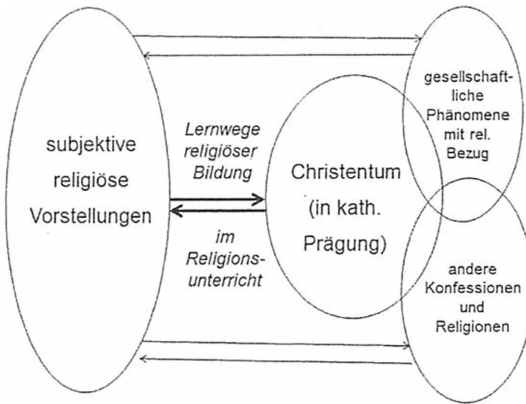 subjektive
religiöse
Vorstellungen
Lernwege
religiöser
Bildung
im
Religions-
unterricht
Christentum
(in kath.
Prägung)
gesellschaft-
liche
Phänomene
mit rel.
Bezug
andere
Konfessionen
und
Religionen